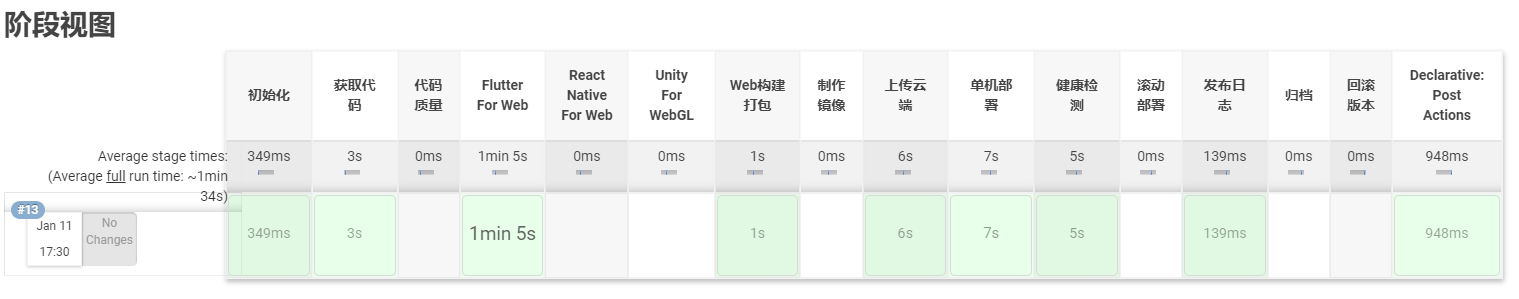 阶段视图
初始化
获取代
码
代码
质量
Flutter
For Web
React
Native
For Web
Unity
For
WebGL
Web构建
打包
制作
镜像
上传云
端
单机部
署
健康检
测
滚动
部署
发布日
志
归档
回滚
版本
Declarative:
Post
Actions
Average stage times:
(Average full run time: ~1min
34s)
349ms
3s
0ms
1min 5s
0ms
0ms
1s
0ms
6s
7s
5s
0ms
139ms
0ms
0ms
948ms
#13
Jan 11
17:30
No
Changes
349ms
3s
1min 5s
1s
6s
7s
5s
139ms
948ms